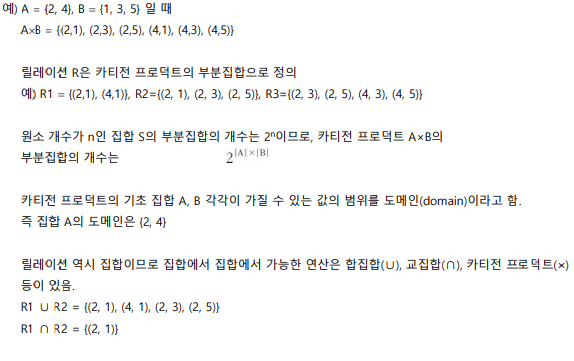 예) A = {2, 4}, B = {1, 3, 5} 일 때
A×B = {(2,1), (2,3), (2,5), (4,1), (4,3), (4,5)}
릴레이션 R은 카티전 프로덕트의 부분집합으로 정의
예) R1 = {(2,1), (4,1)}, R2={(2, 1), (2, 3), (2, 5)}, R3={(2, 3), (2, 5), (4, 3), (4, 5)}
원소 개수가 n인 집합 S의 부분집합의 개수는 2ⁿ이므로, 카티전 프로덕트 A×B의
부분집합의 개수는 2^|A|×|B|
카티전 프로덕트의 기초 집합 A, B 각각이 가질 수 있는 값의 범위를 도메인(domain)이라고 함.
즉 집합 A의 도메인은 {2, 4}
릴레이션 역시 집합이므로 집합에서 집합에서 가능한 연산은 합집합(∪), 교집합(∩), 카티전 프로덕트(×)
등이 있음.
R1 ∪ R2 = {(2, 1), (4, 1), (2, 3), (2, 5)}
R1 ∩ R2 = {(2, 1)}